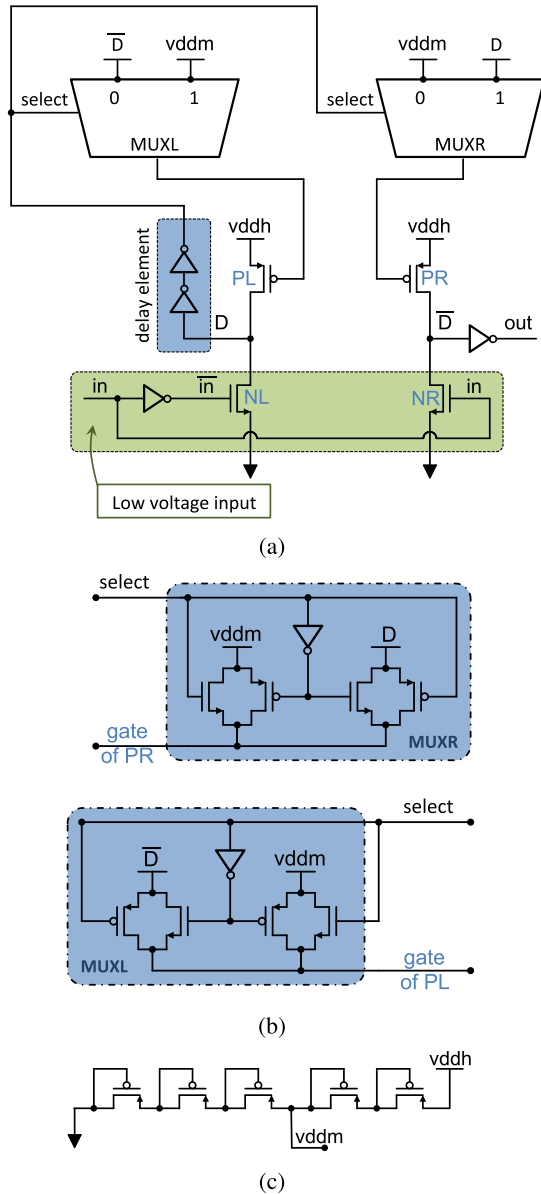 D̅ vddm vddm D
select 0 1 select 0 1
MUXL MUXR
vddh vddh
PL PR
delay element
D D̅ out
in i̅n̅ NL NR in
Low voltage input
(a)
select
vddm D
gate
of PR
MUXR
select
D̅ vddm
MUXL
gate
of PL
(b)
vddh
vddm
(c)